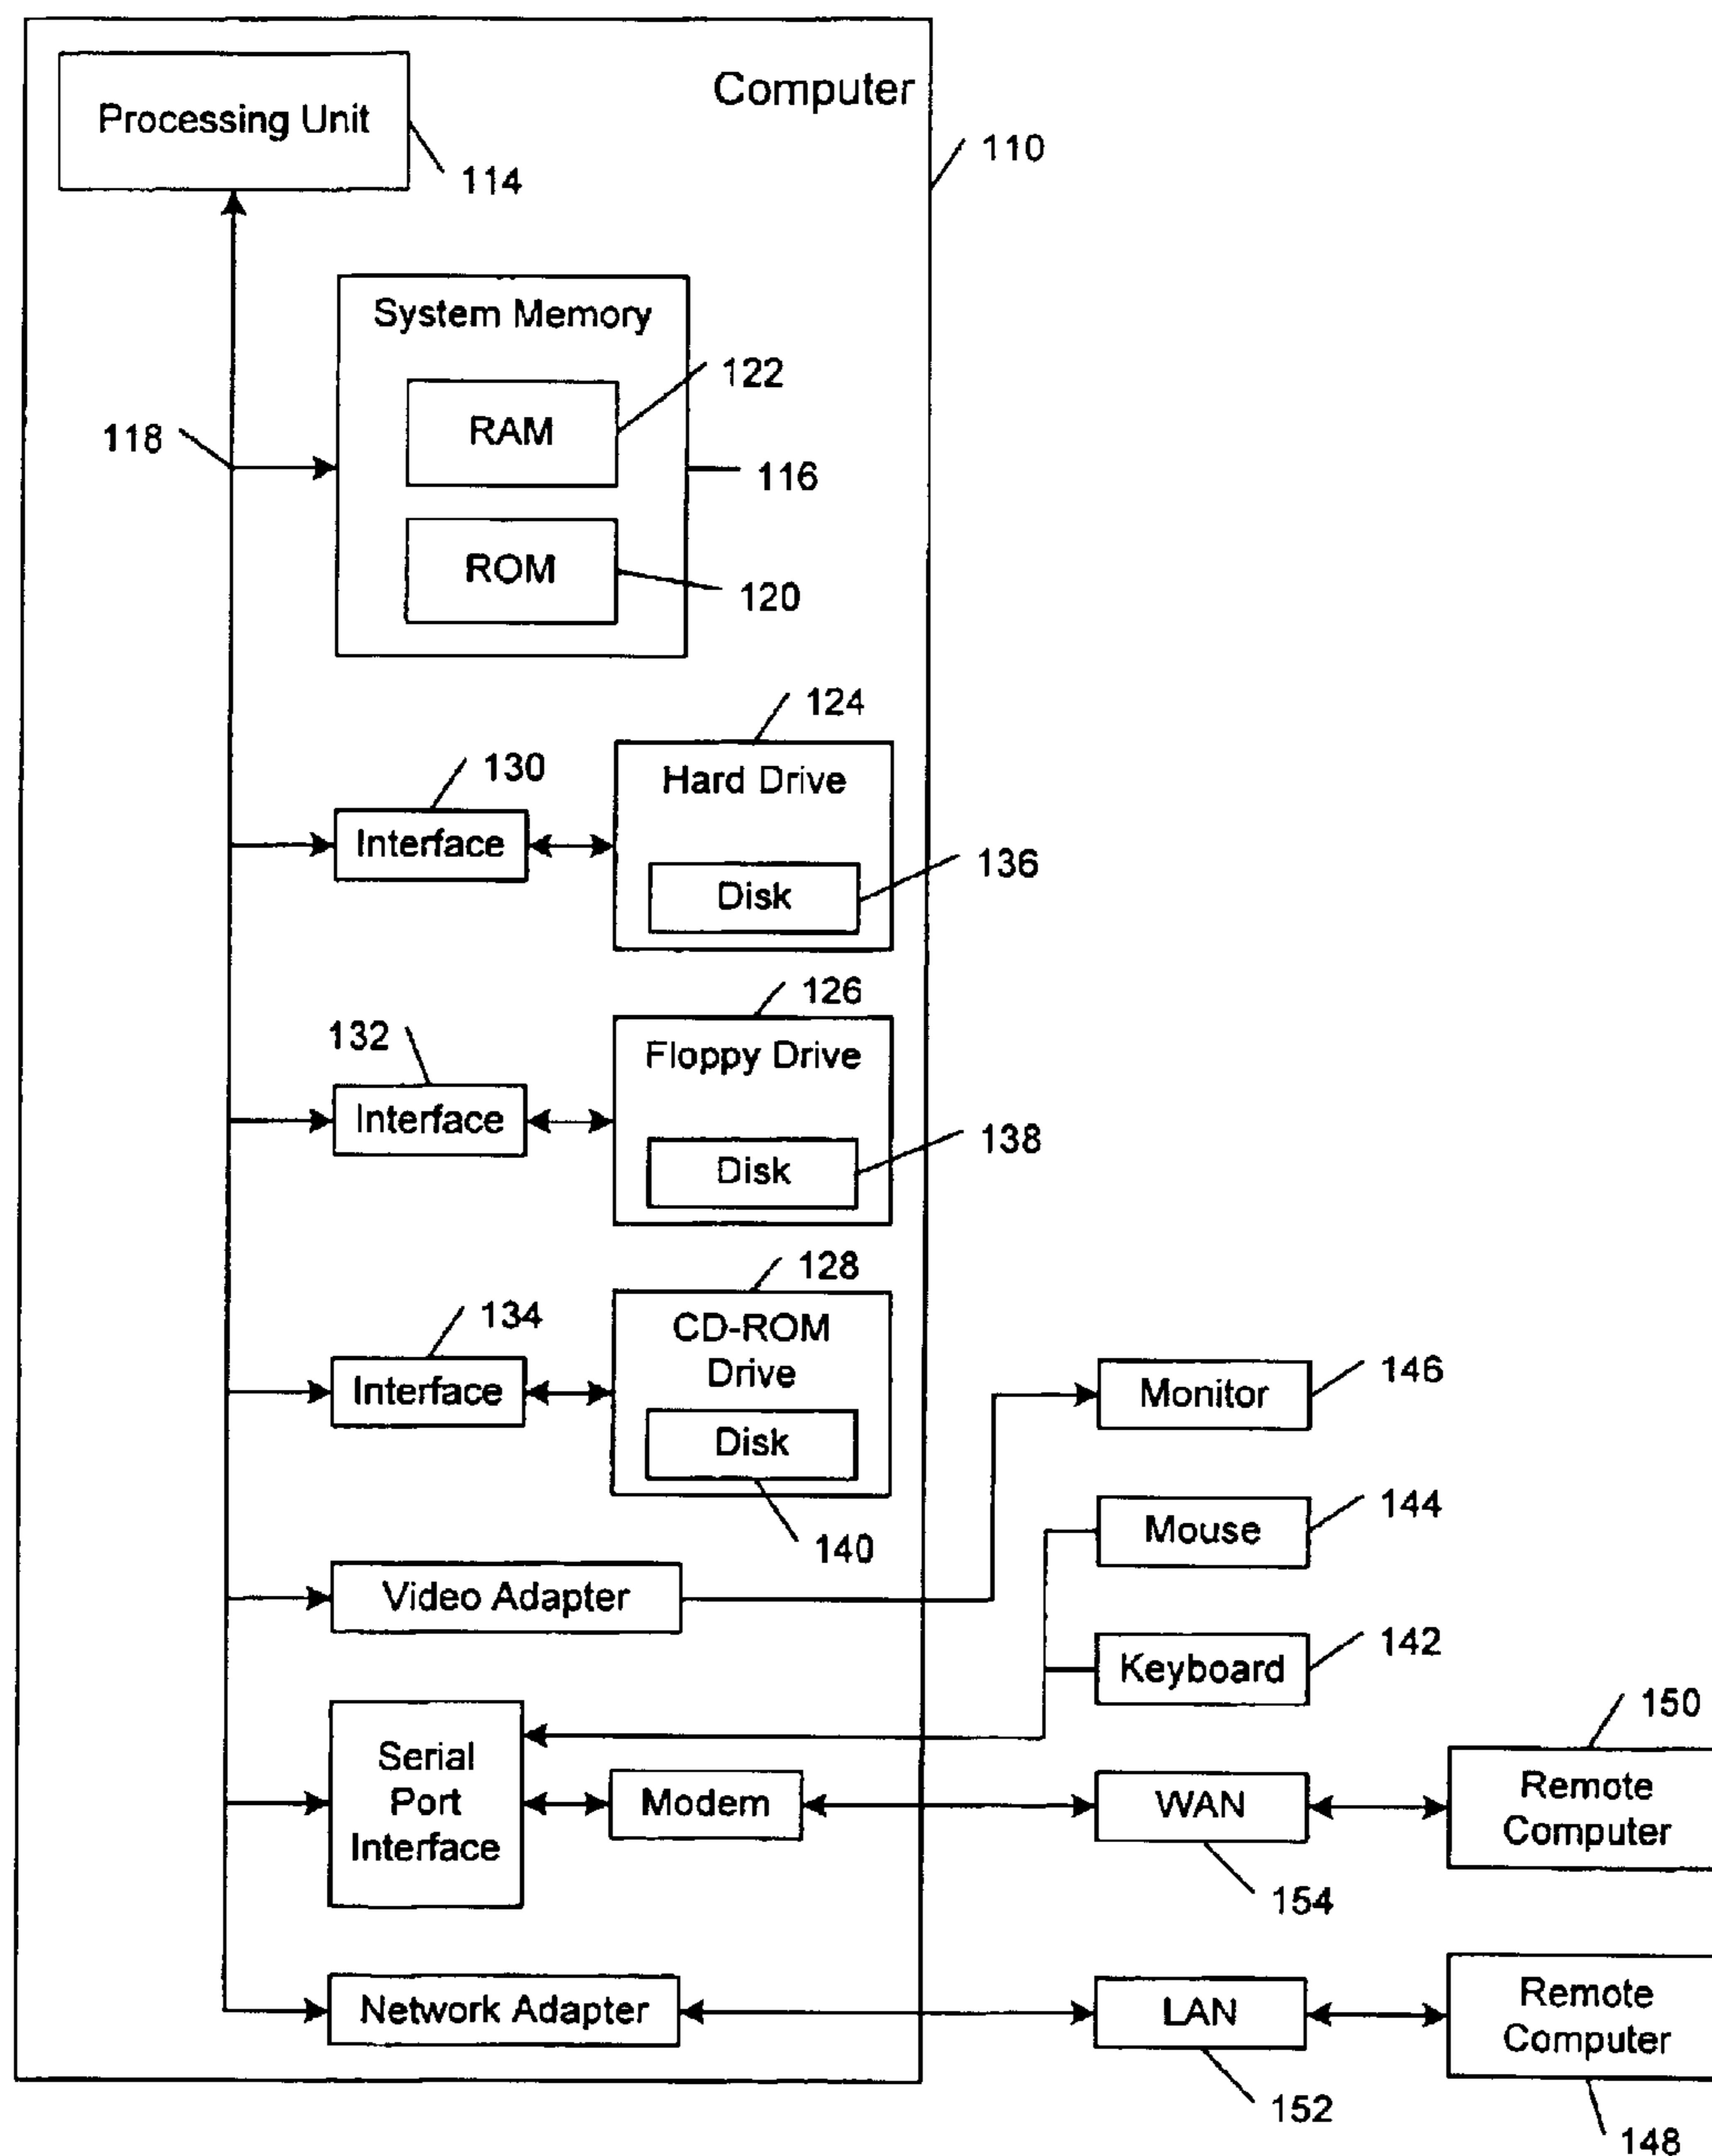 Computer
Processing Unit
110
114
System Memory
122
RAM
118
116
ROM
120
124
130
Hard Drive
Interface
136
Disk
126
132
Floppy Drive
Interface
138
Disk
128
134
CD-ROM
Drive
Interface
Disk
140
Monitor
146
Mouse
144
Video Adapter
Keyboard
142
150
Serial
Port
Interface
Modem
WAN
Remote
Computer
154
Network Adapter
LAN
Remote
Computer
152
148